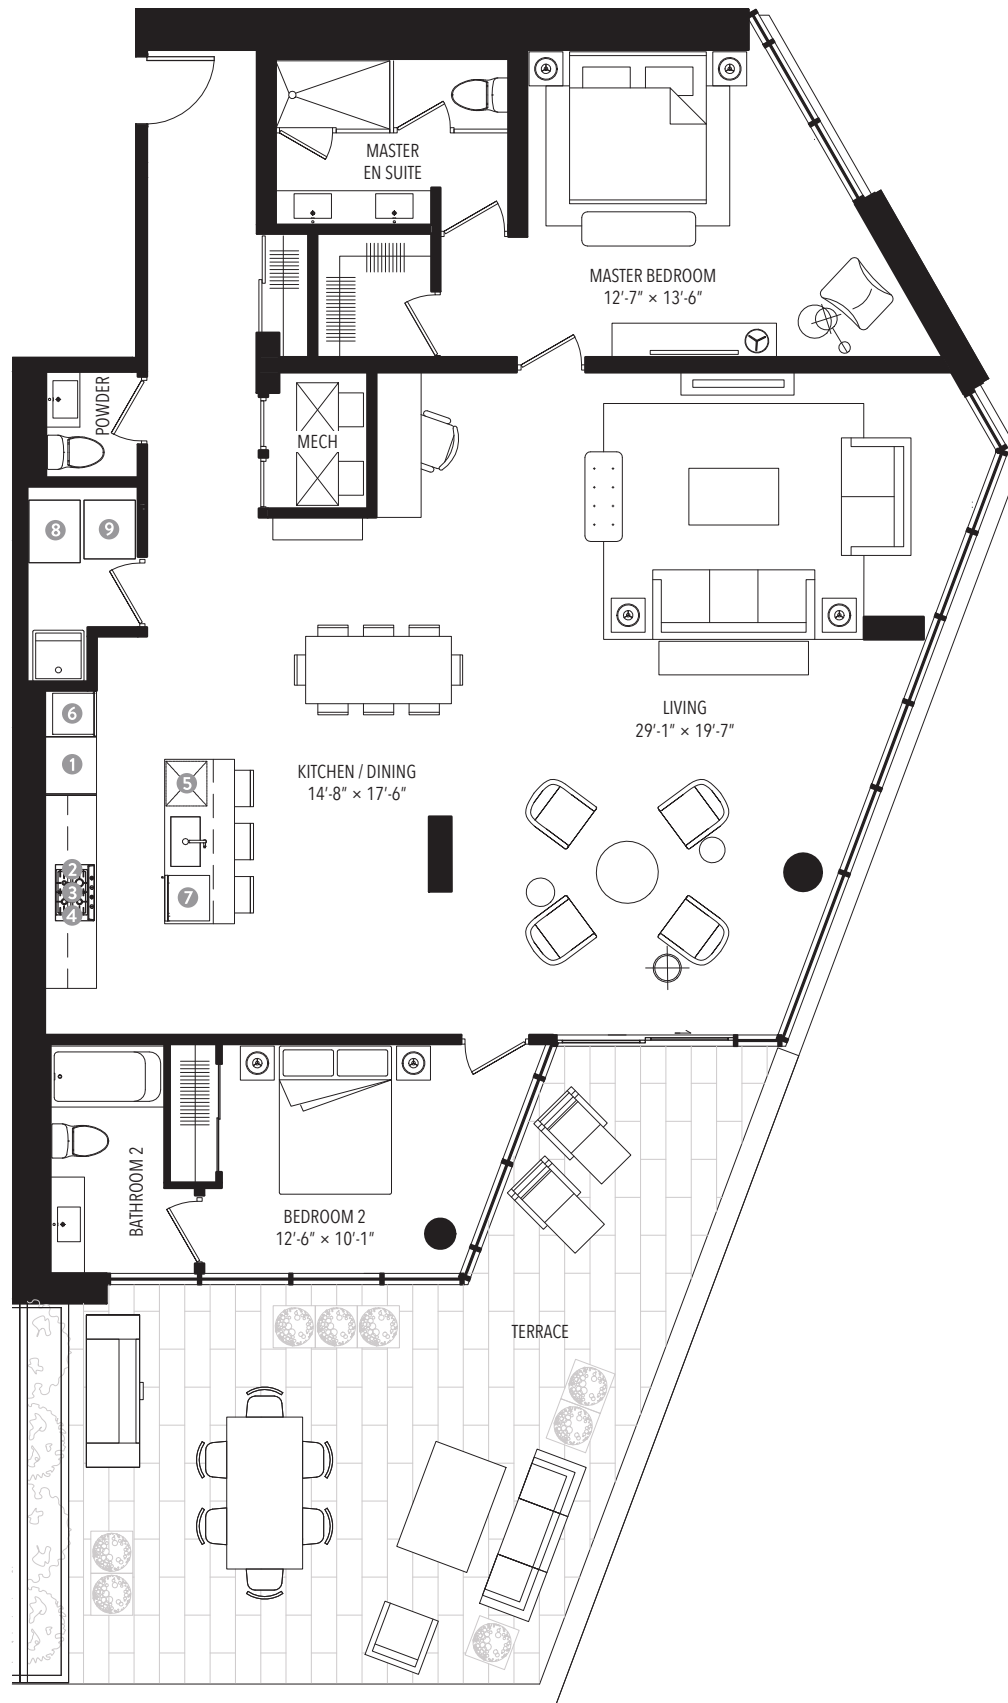 MASTER
EN SUITE
MASTER BEDROOM
12'-7" × 13'-6"
POWDER
MECH
8
9
6
1
LIVING
29'-1" × 19'-7"
KITCHEN / DINING
14'-8" × 17'-6"
5
2
3
4
7
BATHROOM 2
BEDROOM 2
12'-6" × 10'-1"
TERRACE